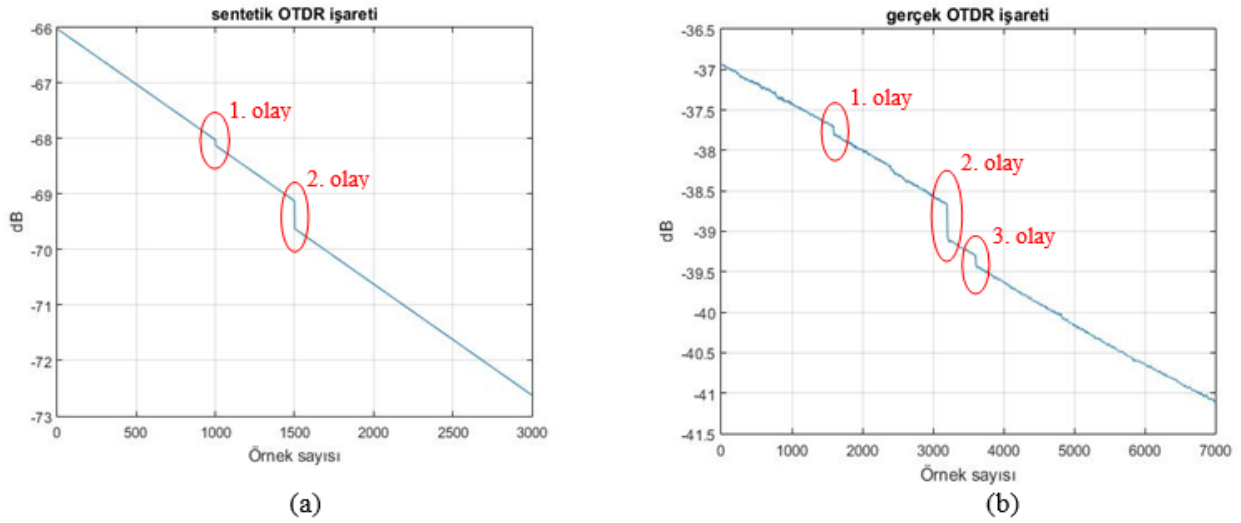 sentetik OTDR işareti
-66
-67
-68
-69
-70
-71
-72
-73
dB
1. olay
2. olay
0 500 1000 1500 2000 2500 3000
Örnek sayısı
(a)
gerçek OTDR işareti
-36.5
-37
-37.5
-38
-38.5
-39
-39.5
-40
-40.5
-41
-41.5
dB
1. olay
2. olay
3. olay
0 1000 2000 3000 4000 5000 6000 7000
Örnek sayısı
(b)